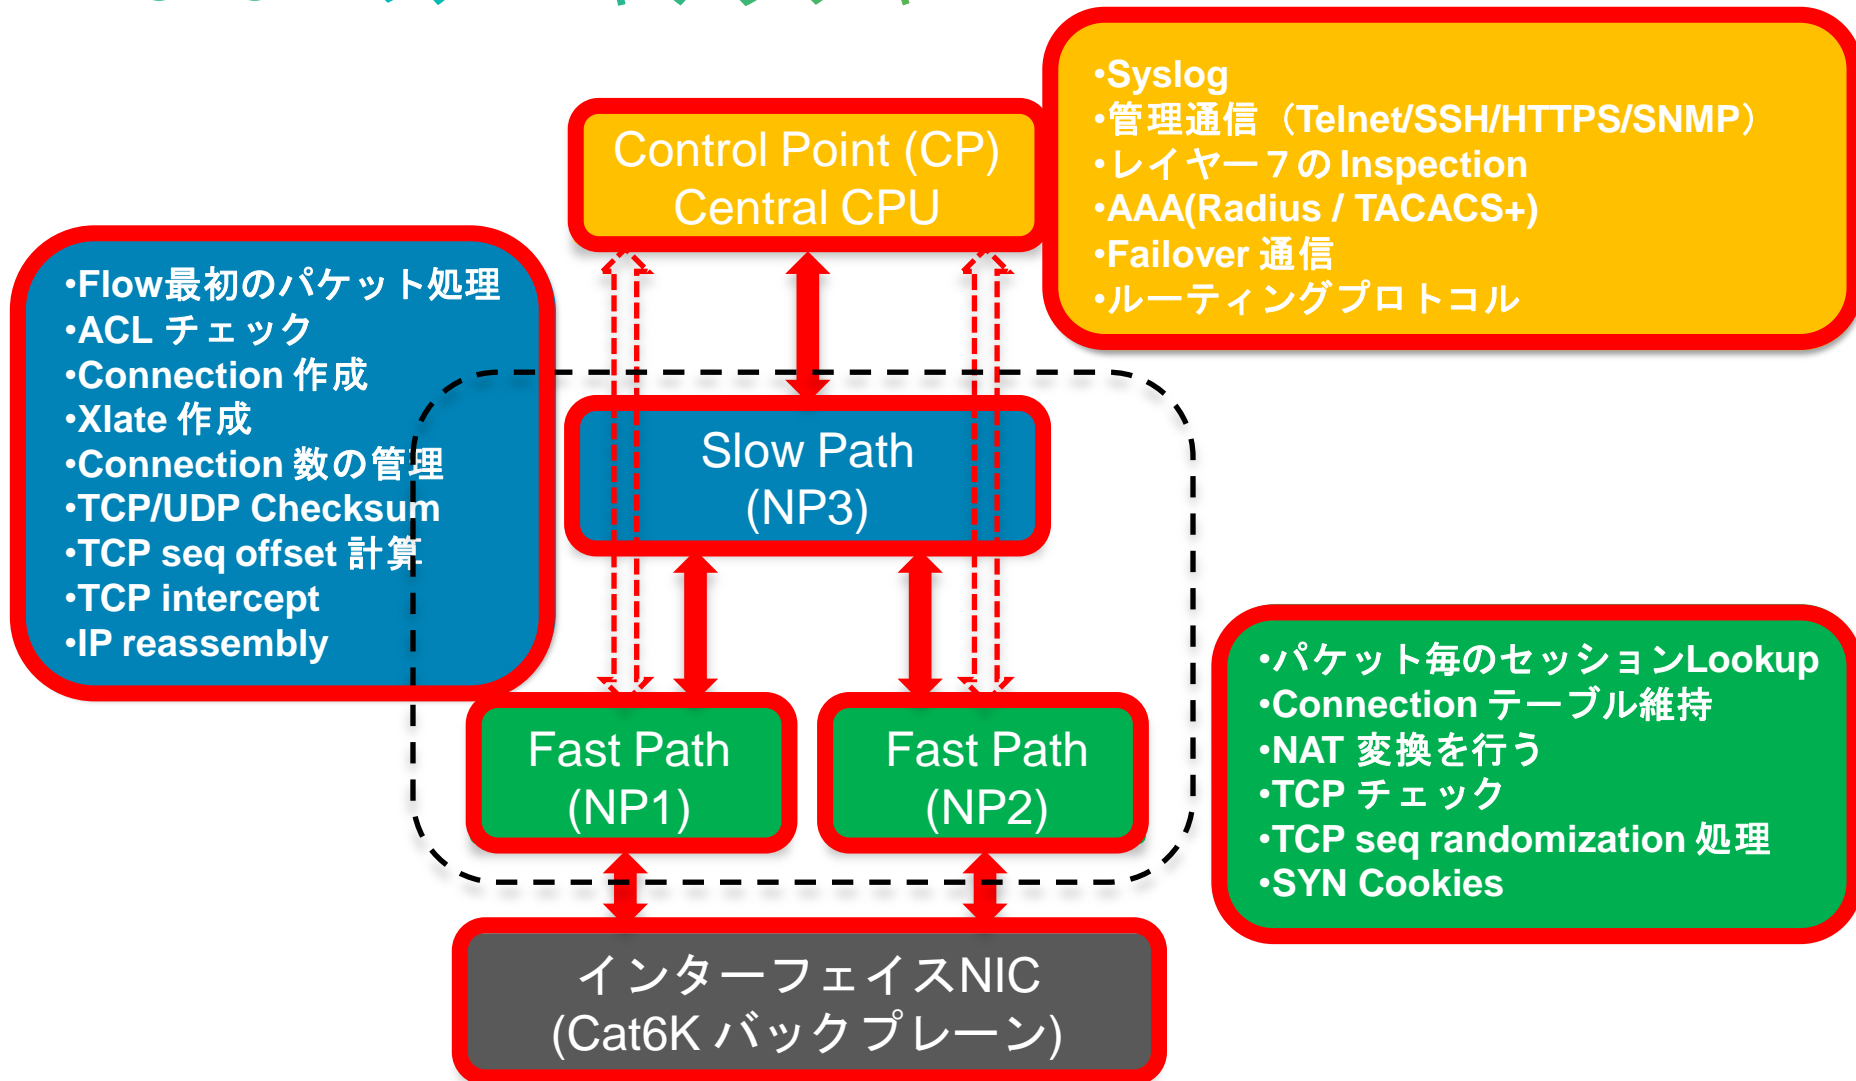 Control Point (CP)
Central CPU
•Syslog
•管理通信（Telnet/SSH/HTTPS/SNMP）
•レイヤー７の Inspection
•AAA(Radius / TACACS+)
•Failover 通信
•ルーティングプロトコル
•Flow最初のパケット処理
•ACL チェック
•Connection 作成
•Xlate 作成
•Connection 数の管理
•TCP/UDP Checksum
•TCP seq offset 計算
•TCP intercept
•IP reassembly
Slow Path
(NP3)
Fast Path
(NP1)
Fast Path
(NP2)
•パケット毎のセッションLookup
•Connection テーブル維持
•NAT 変換を行う
•TCP チェック
•TCP seq randomization 処理
•SYN Cookies
インターフェイスNIC
(Cat6K バックプレーン)